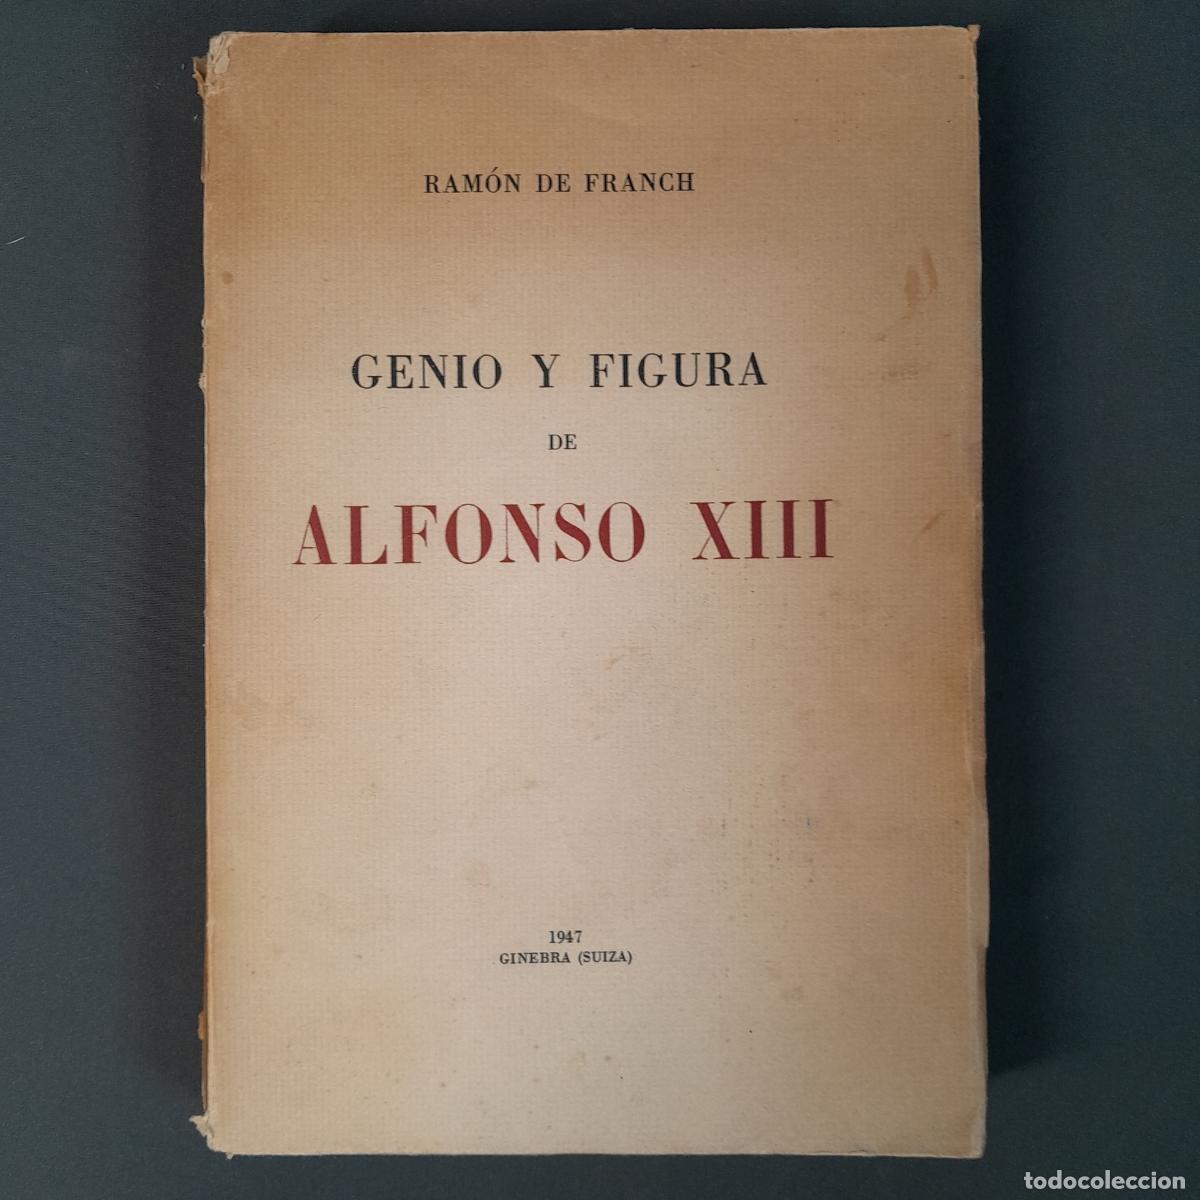 RAMÓN DE FRANCH
GENIO Y FIGURA
DE
ALFONSO XIII
1947
GINEBRA (SUIZA)
todocoleccion